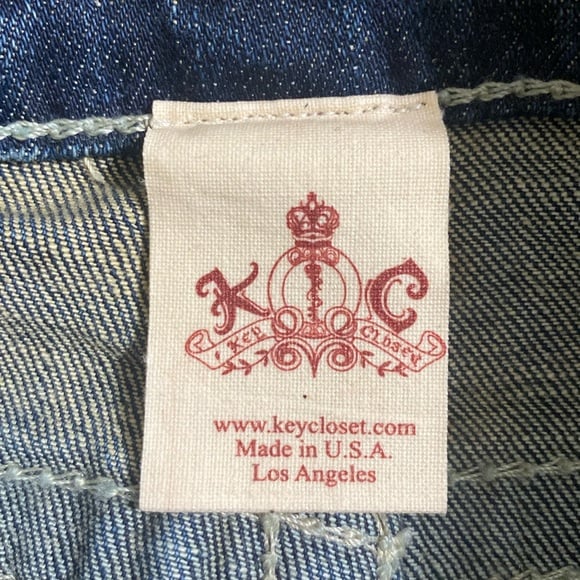 K C
Key Closet
www.keycloset.com
Made in U.S.A.
Los Angeles